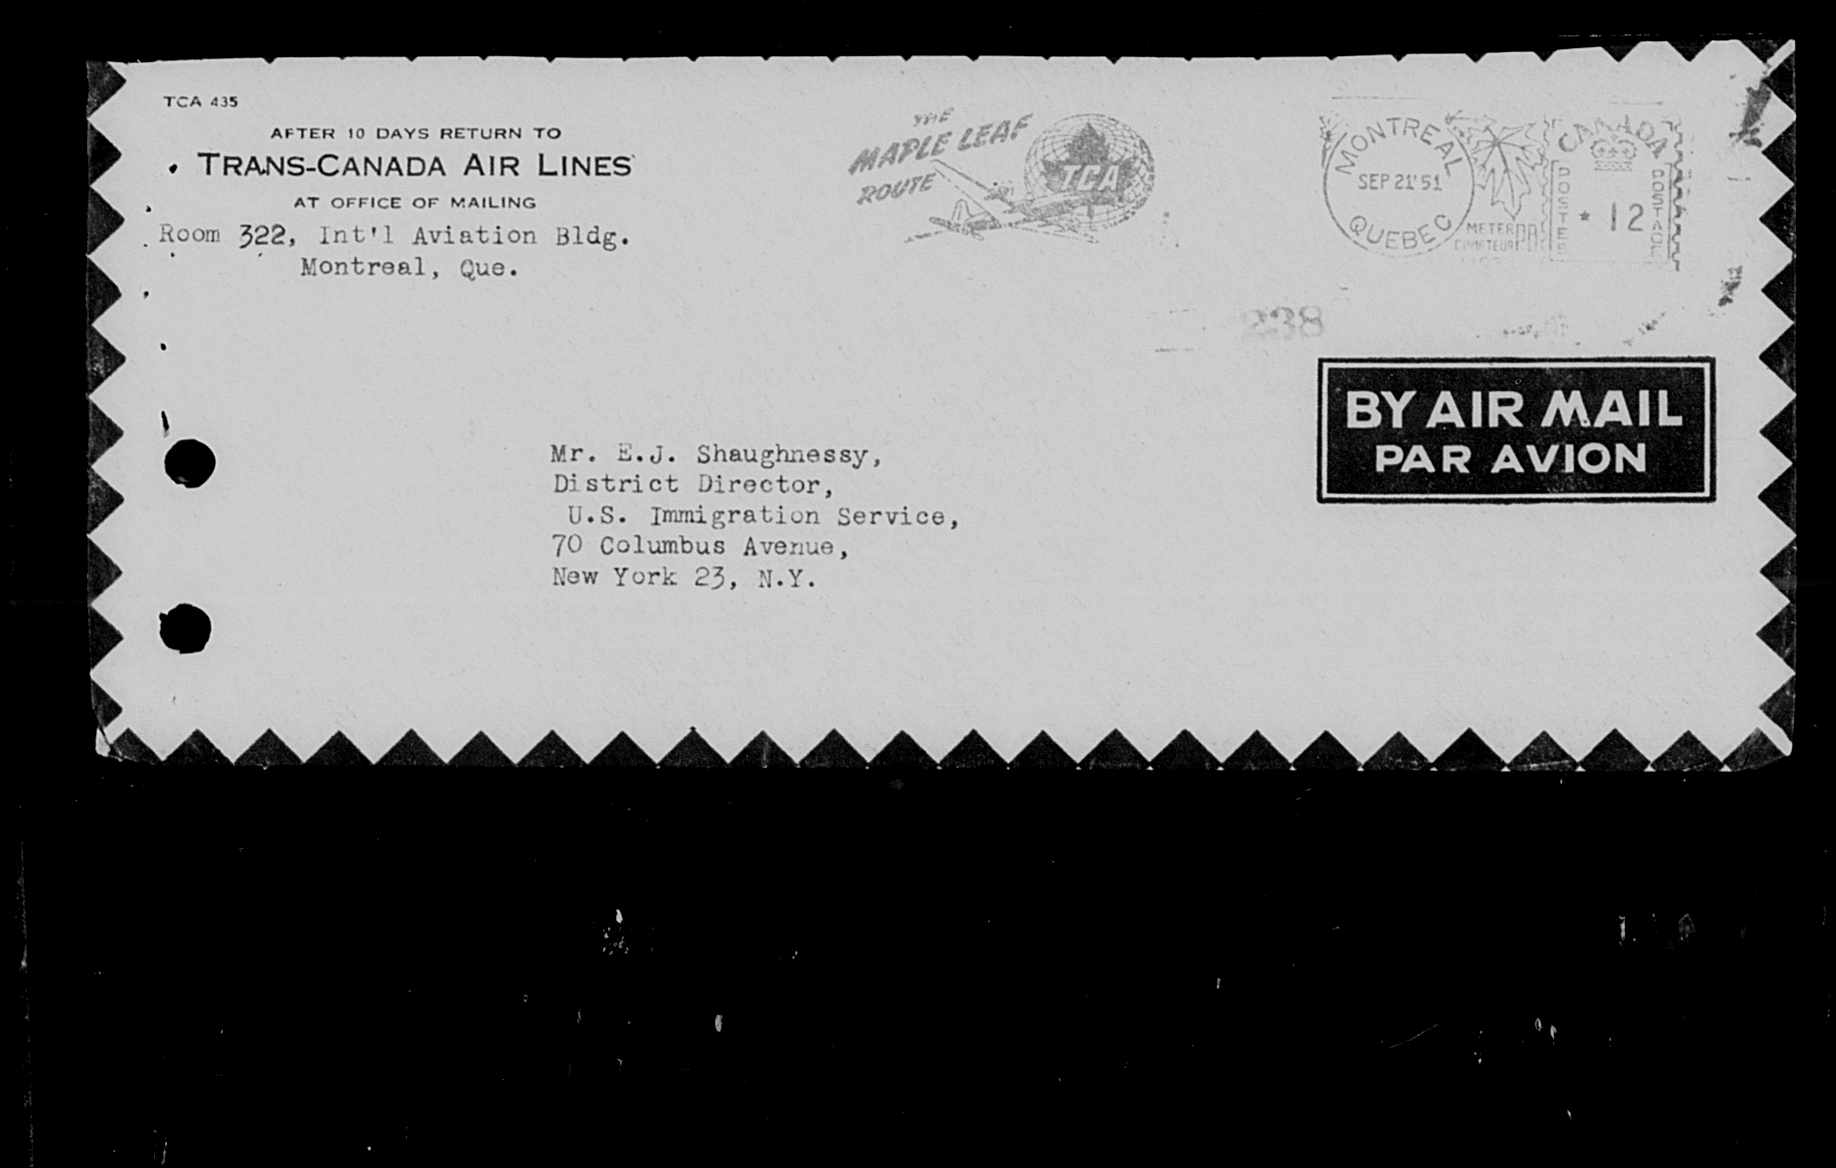 TCA 435
AFTER 10 DAYS RETURN TO
TRANS-CANADA AIR LINES
AT OFFICE OF MAILING
Room 322, Int'l Aviation Bldg.
Montreal, Que.
THE
MAPLE LEAF
ROUTE
TCA
MONTREAL
SEP 21'51
QUEBEC
METER
CANADA
POSTES
POSTAGE
* 12
238
BY AIR MAIL
PAR AVION
Mr. E.J. Shaughnessy,
District Director,
U.S. Immigration Service,
70 Columbus Avenue,
New York 23, N.Y.